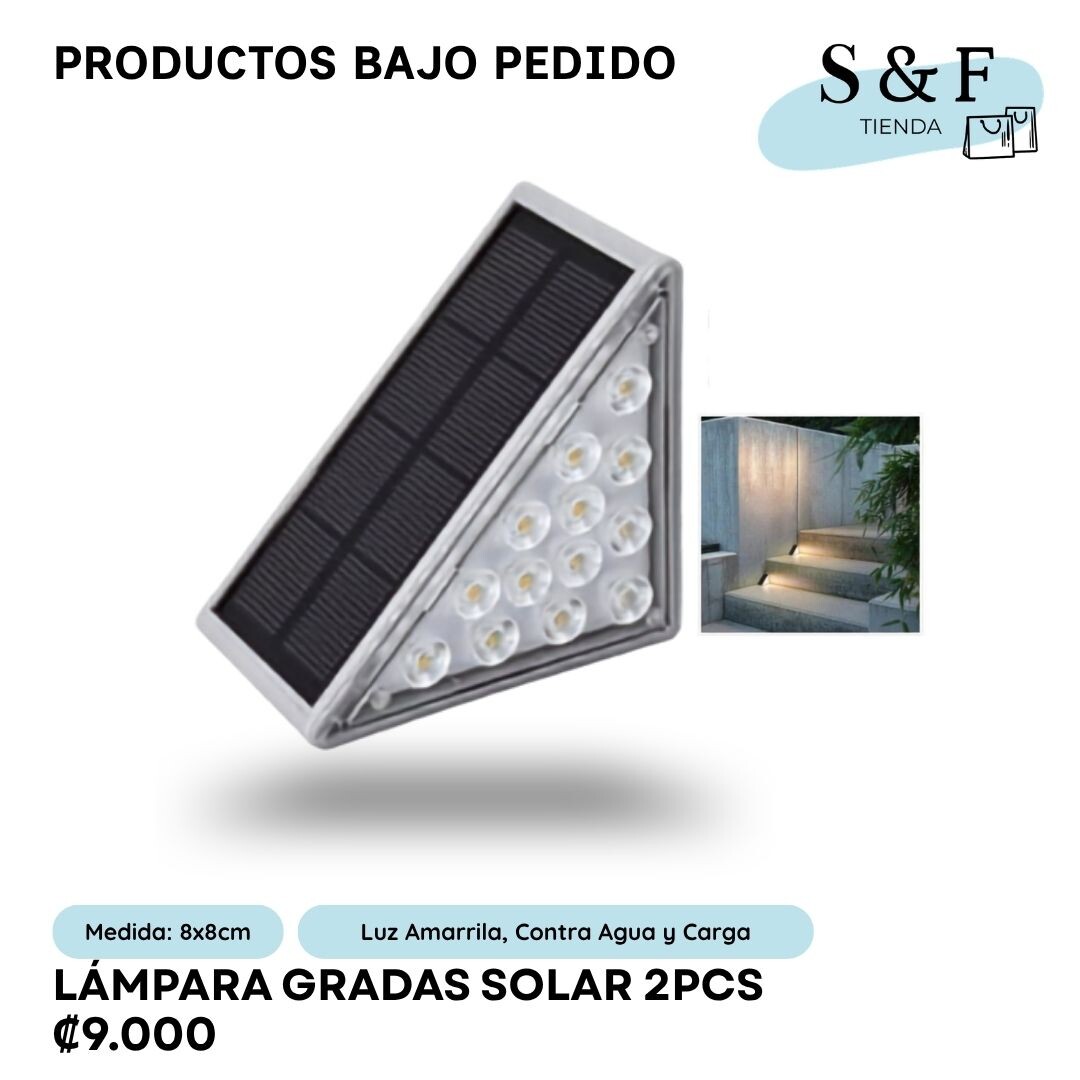 PRODUCTOS BAJO PEDIDO
S & F
TIENDA
Medida: 8x8cm
Luz Amarrila, Contra Agua y Carga
LÁMPARA GRADAS SOLAR 2PCS
₡9.000